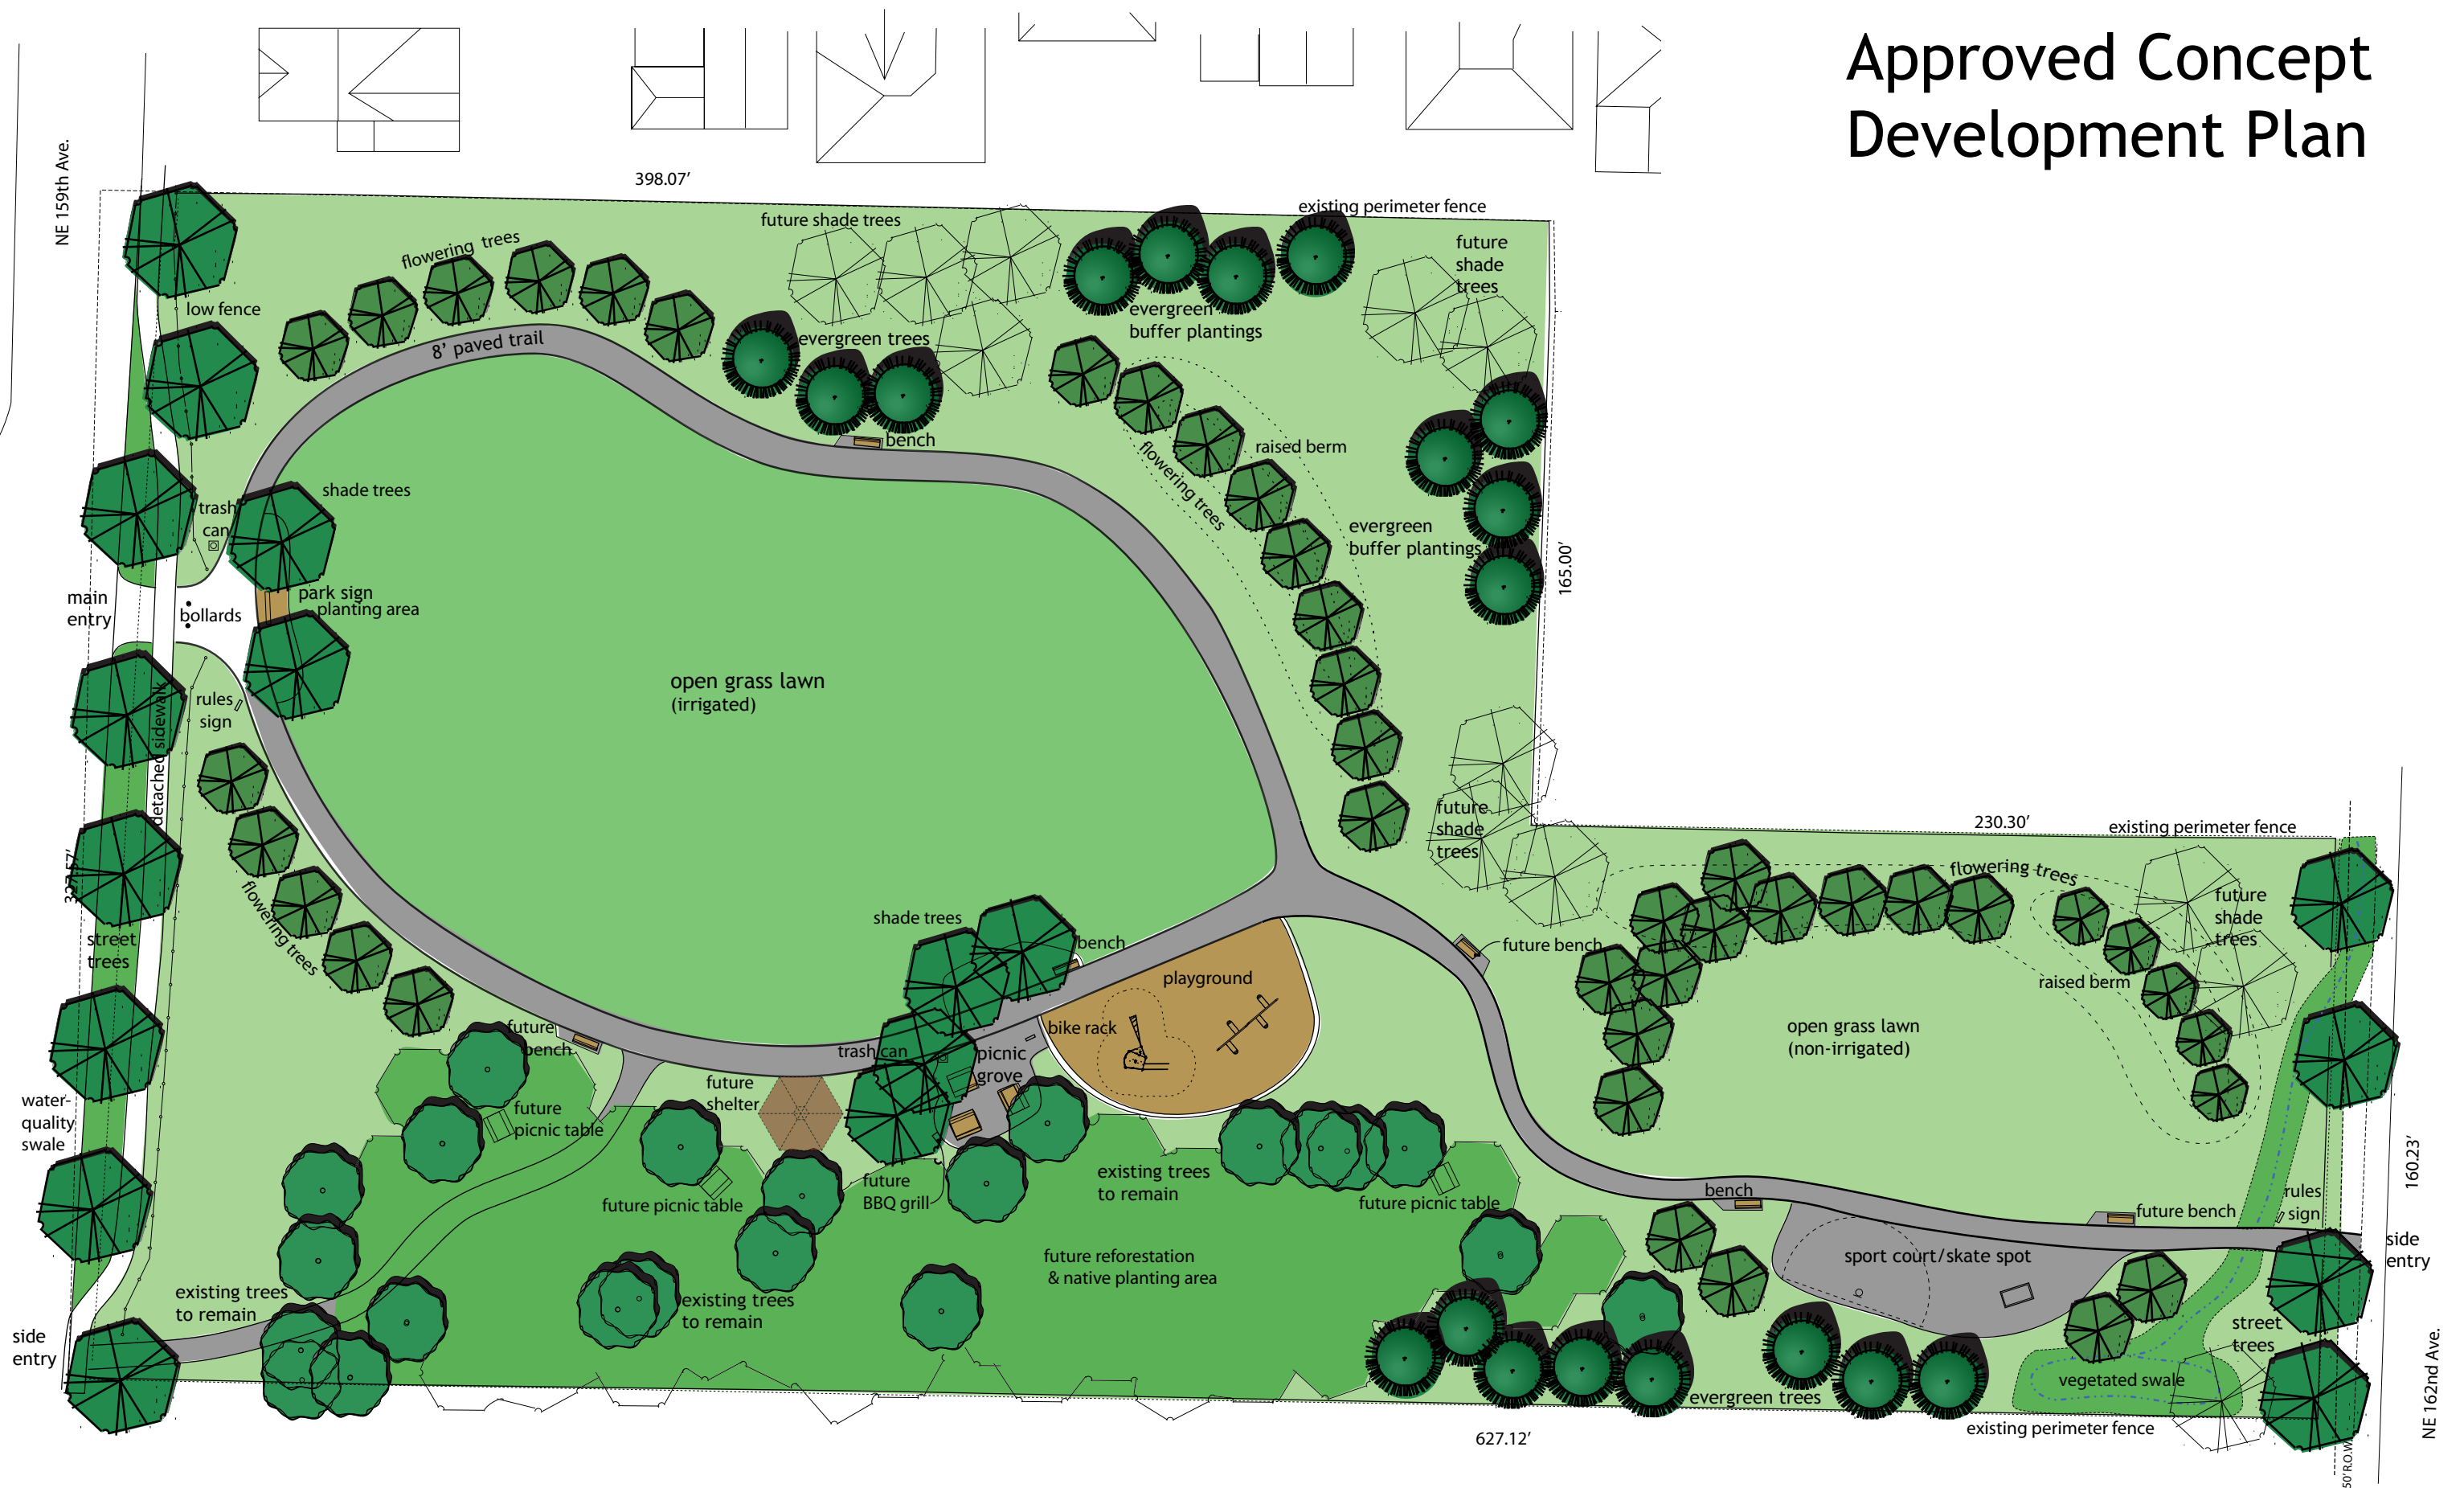 Approved Concept
Development Plan
NE 159th Ave.
398.07’
existing perimeter fence
future shade trees
flowering trees
future
shade
trees
low fence
evergreen
buffer plantings
evergreen trees
8’ paved trail
bench
raised berm
flowering trees
shade trees
trash
can
evergreen
buffer plantings
165.00’
park sign
planting area
main
entry
bollards
open grass lawn
(irrigated)
rules
sign
detached sidewalk
future
shade
trees
230.30’
existing perimeter fence
flowering trees
future
shade
trees
flowering trees
street
trees
shade trees
bench
future bench
playground
raised berm
open grass lawn
(non-irrigated)
future
bench
bike rack
trash can
picnic
grove
future
shelter
water-
quality
swale
future
picnic table
existing trees
to remain
future
BBQ grill
future picnic table
future picnic table
160.23’
bench
future bench
rules
sign
side
entry
sport court/skate spot
future reforestation
& native planting area
existing trees
to remain
existing trees
to remain
side
entry
street
trees
vegetated swale
evergreen trees
existing perimeter fence
627.12’
NE 162nd Ave.
50’ R.O.W.